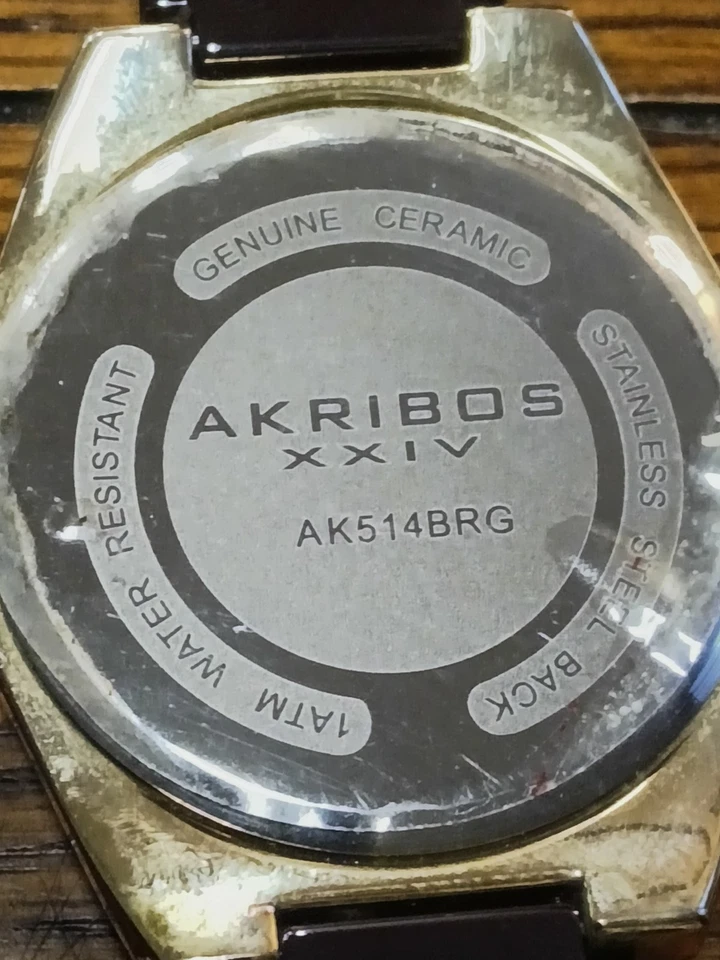 GENUINE CERAMIC
STAINLESS STEEL BACK
AKRIBOS
XXIV
AK514BRG
1ATM WATER RESISTANT